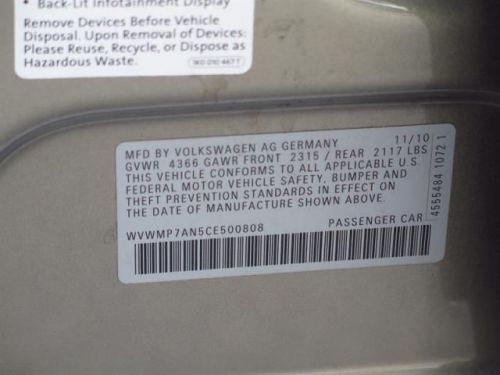 • Back-Lit Infotainment Display
Remove Devices Before Vehicle
Disposal. Upon Removal of Devices:
Please Reuse, Recycle, or Dispose as
Hazardous Waste.
1K0 010 467 T
MFD BY VOLKSWAGEN AG GERMANY 11/10
GVWR 4366 GAWR FRONT 2315 / REAR 2117 LBS
THIS VEHICLE CONFORMS TO ALL APPLICABLE U S
FEDERAL MOTOR VEHICLE SAFETY, BUMPER AND
THEFT PREVENTION STANDARDS IN EFFECT ON
THE DATE OF MANUFACTURE SHOWN ABOVE.
WVWMP7AN5CE500808 PASSENGER CAR
4555484 1072 1